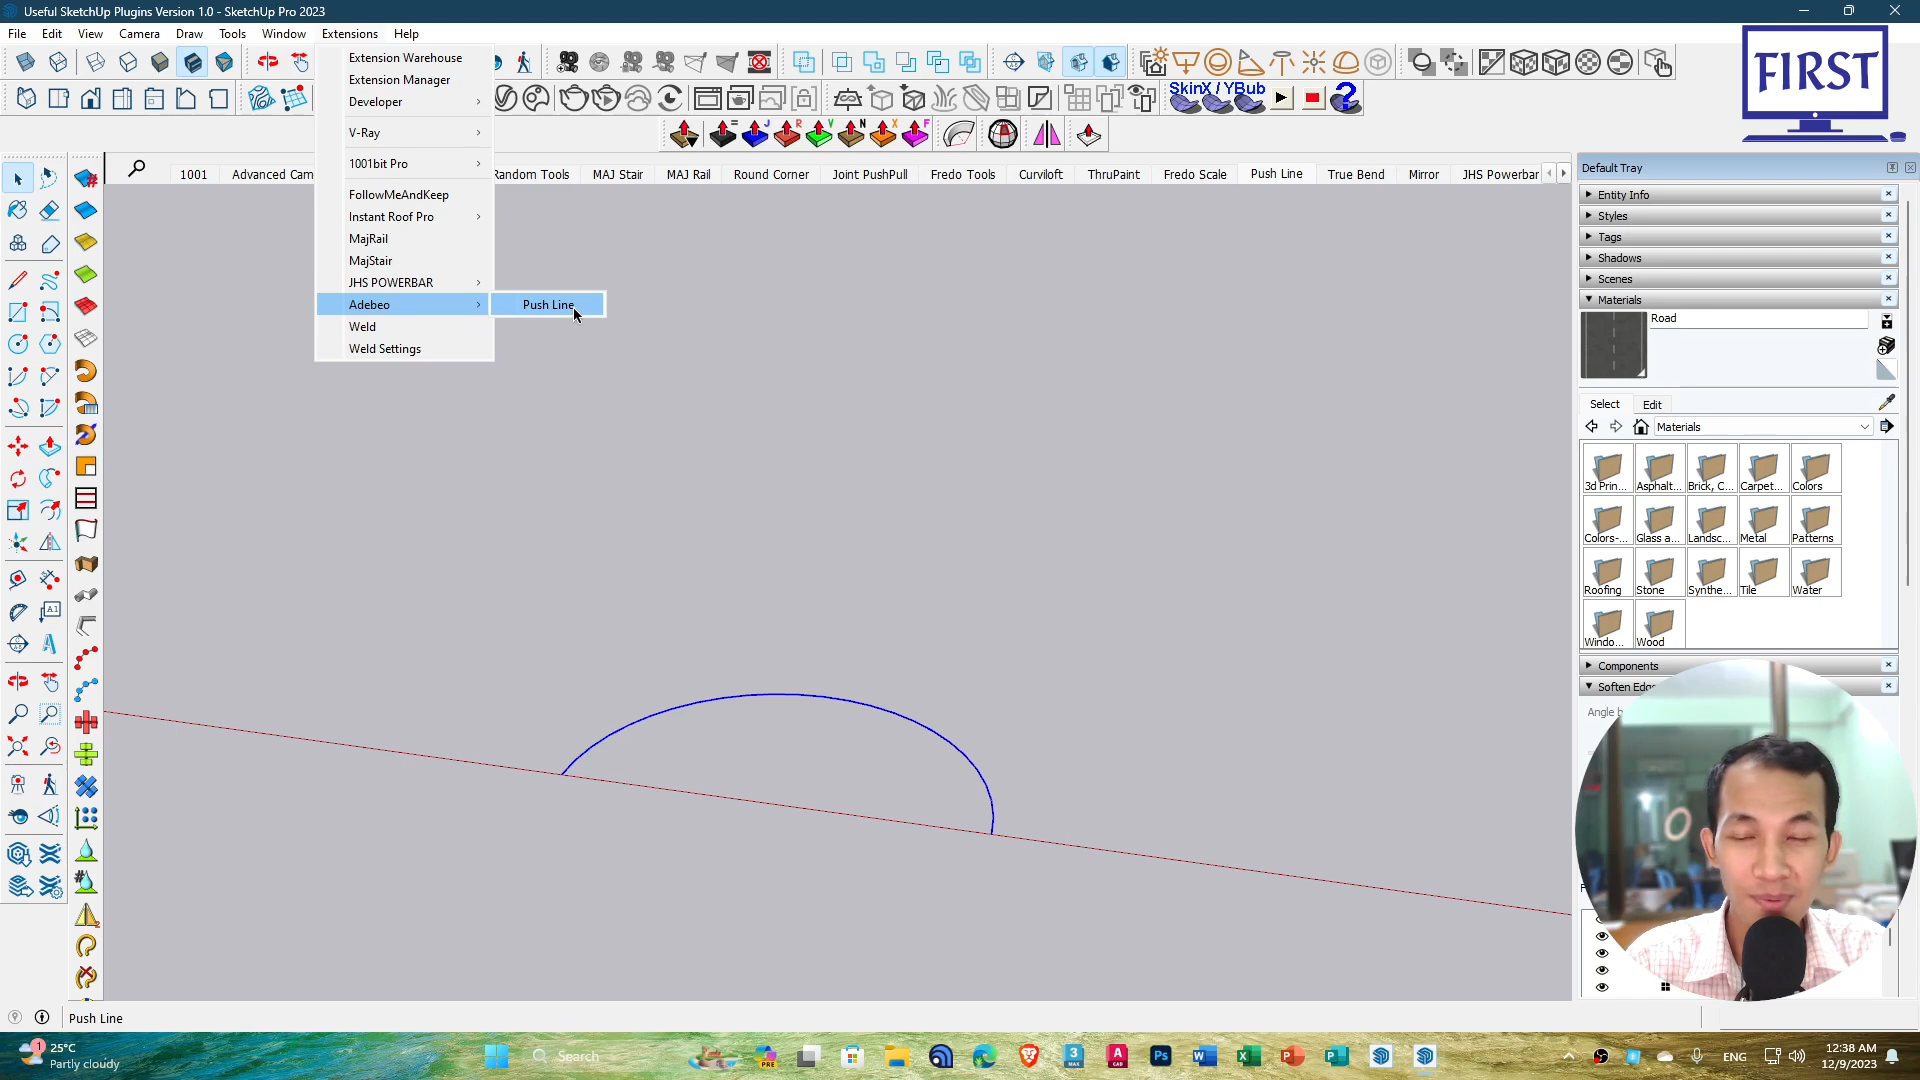 Useful SketchUp Plugins Version 1.0 - SketchUp Pro 2023
File Edit View Camera Draw Tools Window Extensions Help
Extension Warehouse
Extension Manager
Developer
V-Ray
1001bit Pro
FollowMeAndKeep
Instant Roof Pro
MajRail
MajStair
JHS POWERBAR
Adebeo
Push Line
Weld
Weld Settings
SkinX / YBub
= J R V N X F
FIRST
1001 Advanced Cam Random Tools MAJ Stair MAJ Rail Round Corner Joint PushPull Fredo Tools Curviloft ThruPaint Fredo Scale Push Line True Bend Mirror JHS Powerbar
Default Tray
Entity Info
Styles
Tags
Shadows
Scenes
Materials
Road
Select Edit
Materials
3d Prin... Asphalt... Brick, C... Carpet... Colors
Colors-... Glass a... Landsc... Metal Patterns
Roofing Stone Synthe... Tile Water
Windo... Wood
Components
Soften Edg
Angle b
Push Line
1
25°C
Partly cloudy
Search
PRE
ENG
12:38 AM
12/9/2023